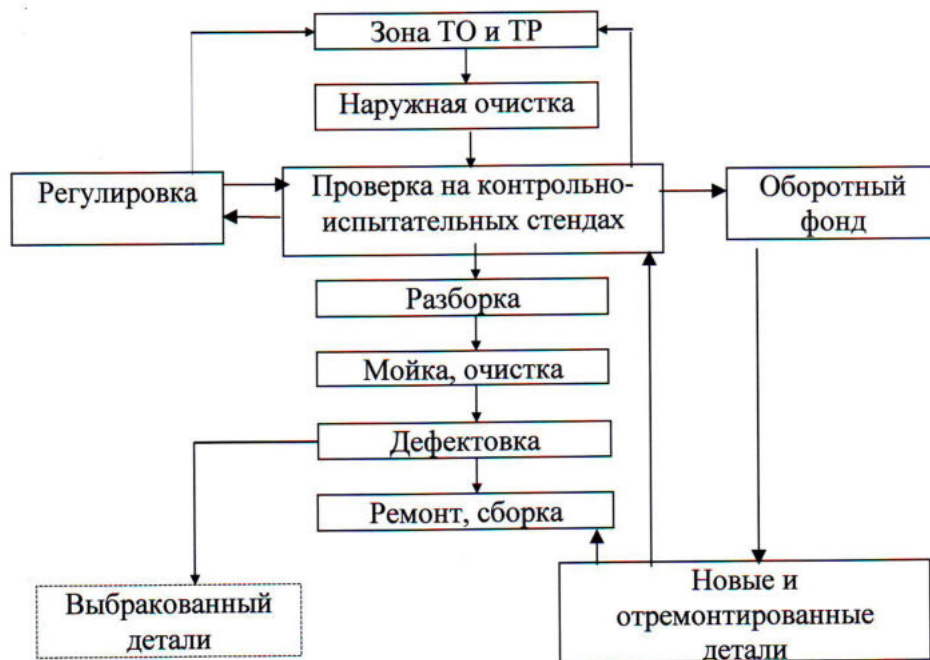 Зона ТО и ТР
Наружная очистка
Регулировка
Проверка на контрольно-
испытательных стендах
Оборотный
фонд
Разборка
Мойка, очистка
Дефектовка
Ремонт, сборка
Выбракованный
детали
Новые и
отремонтированные
детали